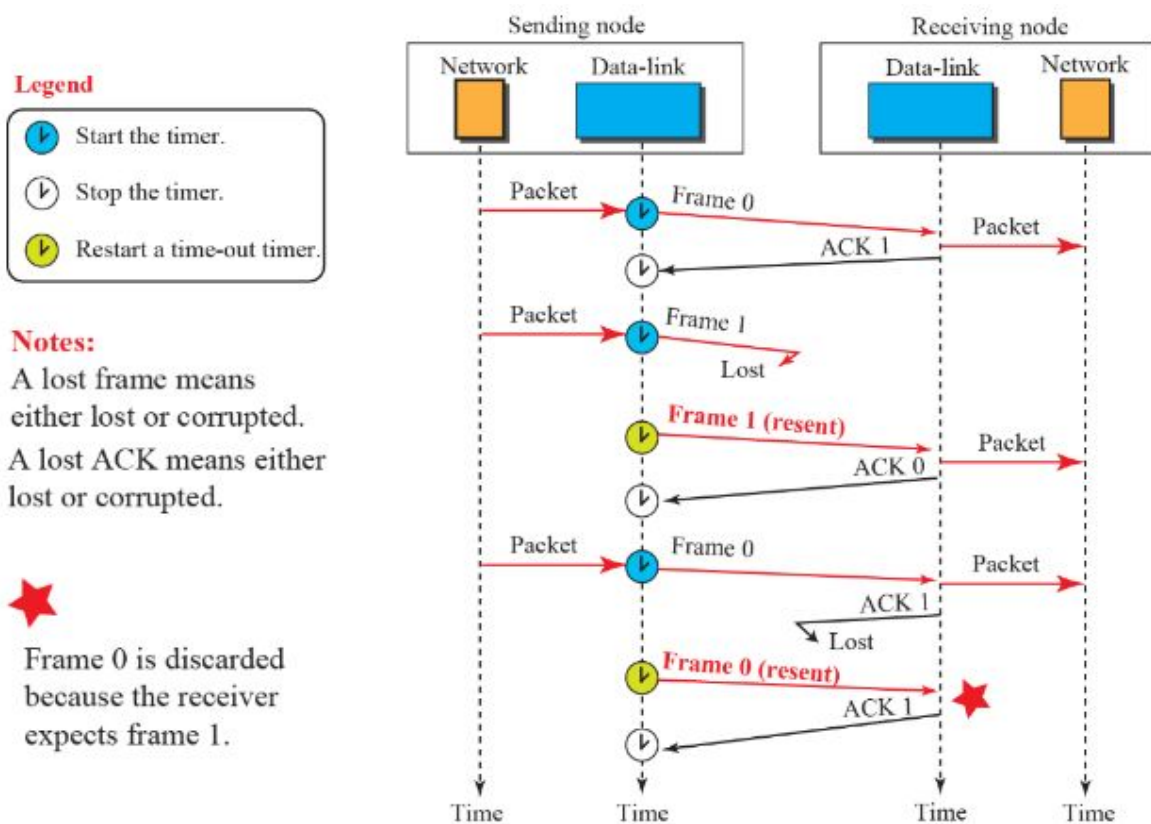 Sending node
Receiving node
Network
Data-link
Data-link
Network
Legend
Start the timer.
Stop the timer.
Restart a time-out timer.
Notes:
A lost frame means
either lost or corrupted.
A lost ACK means either
lost or corrupted.
Frame 0 is discarded
because the receiver
expects frame 1.
Packet
Frame 0
Packet
ACK 1
Packet
Frame 1
Lost
Frame 1 (resent)
Packet
ACK 0
Packet
Frame 0
Packet
ACK 1
Lost
Frame 0 (resent)
ACK 1
Time
Time
Time
Time